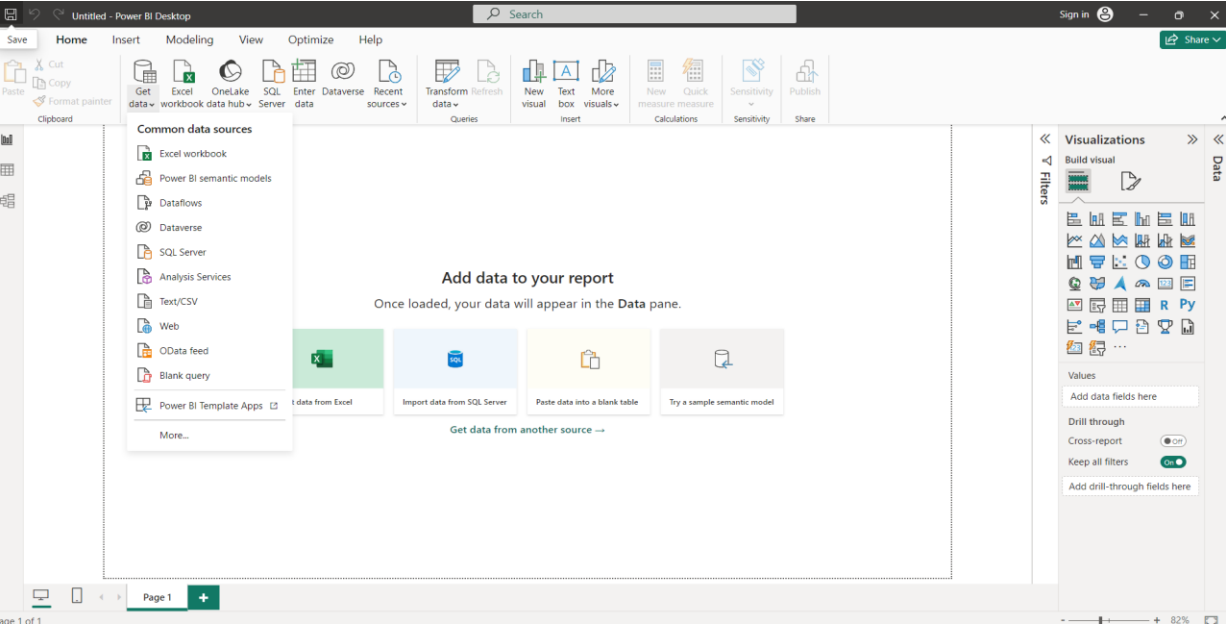 Untitled - Power BI Desktop
Search
Sign in
Save
Home Insert Modeling View Optimize Help
Share
Paste
Cut
Copy
Format painter
Clipboard
Get data
Excel workbook
OneLake data hub
SQL Server
Enter data
Dataverse
Recent sources
Transform data
Refresh
Queries
New visual
Text box
More visuals
Insert
New measure
Quick measure
Calculations
Sensitivity
Sensitivity
Publish
Share
Common data sources
Excel workbook
Power BI semantic models
Dataflows
Dataverse
SQL Server
Analysis Services
Text/CSV
Web
OData feed
Blank query
Power BI Template Apps
More...
Add data to your report
Once loaded, your data will appear in the Data pane.
data from Excel
SQL
Import data from SQL Server
Paste data into a blank table
Try a sample semantic model
Get data from another source →
Filters
Visualizations
Build visual
R Py
...
Values
Add data fields here
Drill through
Cross-report
Off
Keep all filters
On
Add drill-through fields here
Data
Page 1
+
age 1 of 1
- + 82%